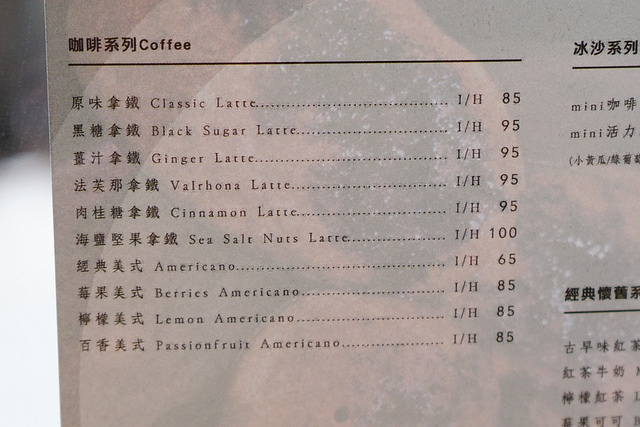 咖啡系列Coffee
原味拿鐵 Classic Latte I/H 85
黑糖拿鐵 Black Sugar Latte I/H 95
薑汁拿鐵 Ginger Latte I/H 95
法芙那拿鐵 Valrhona Latte I/H 95
肉桂糖拿鐵 Cinnamon Latte I/H 95
海鹽堅果拿鐵 Sea Salt Nuts Latte I/H 100
經典美式 Americano I/H 65
莓果美式 Berries Americano I/H 85
檸檬美式 Lemon Americano I/H 85
百香美式 Passionfruit Americano I/H 85
冰沙系列
mini咖啡
mini活力
(小黃瓜/綠葡萄
經典懷舊系
古早味紅茶
紅茶牛奶
檸檬紅茶
莓果可可